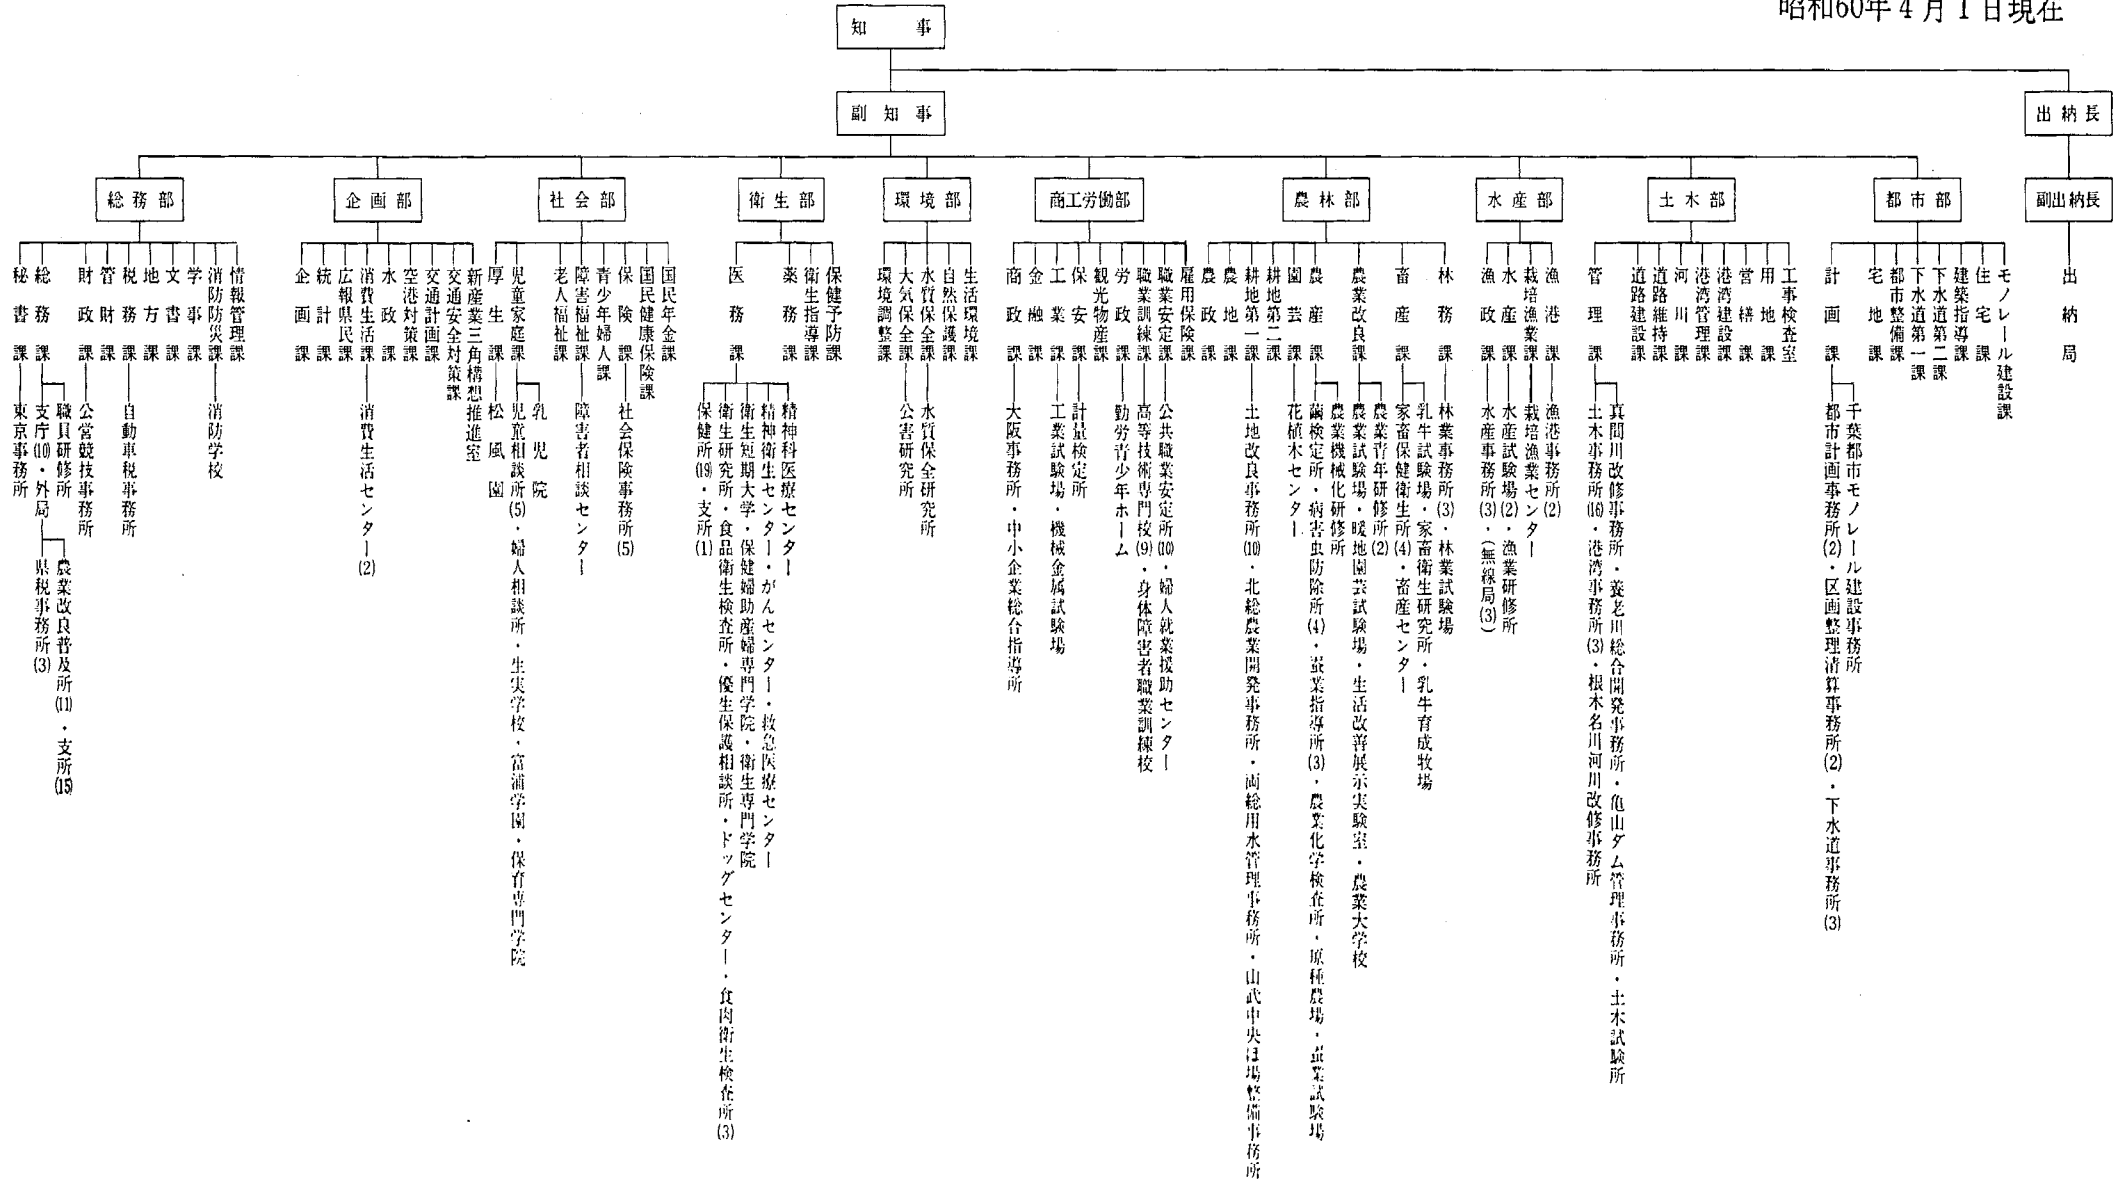 昭和60年4月1日現在
知事
副知事
出納長
総務部
企画部
社会部
衛生部
環境部
商工労働部
農林部
水産部
土木部
都市部
副出納長
秘書課
東京事務所
総務課
支庁(10)・外局
県税事務所(3)
農業改良普及所(11)・支所(15)
職員研修所
財政課
公営競技事務所
管財課
税務課
自動車税事務所
地方課
文書課
学事課
消防防災課
消防学校
情報管理課
企画課
統計課
広報県民課
消費生活課
消費生活センター(2)
水政課
空港対策課
交通計画課
交通安全対策課
新産業三角構想推進室
厚生課
松風園
児童家庭課
児童相談所(5)・婦人相談所・生実学校・富浦学園・保育専門学院
乳児院
老人福祉課
障害福祉課
障害者相談センター
青少年婦人課
保険課
社会保険事務所(5)
国民健康保険課
国民年金課
医務課
保健所(19)・支所(1)
衛生研究所・食品衛生検査所・優生保護相談所・ドッグセンター・食肉衛生検査所(3)
衛生短期大学・保健婦助産婦専門学院・衛生専門学院
精神衛生センター・がんセンター・救急医療センター
精神科医療センター
薬務課
衛生指導課
保健予防課
環境調整課
大気保全課
公害研究所
水質保全課
水質保全研究所
自然保護課
生活環境課
商政課
大阪事務所・中小企業総合指導所
金融課
工業課
工業試験場・機械金属試験場
保安課
計量検定所
観光物産課
労政課
勤労青少年ホーム
職業訓練課
高等技術専門校(9)・身体障害者職業訓練校
職業安定課
公共職業安定所(10)・婦人就業援助センター
雇用保険課
農政課
農地課
耕地第一課
土地改良事務所(10)・北総農業開発事務所・両総用水管理事務所・山武中央ほ場整備事務所
耕地第二課
園芸課
花植木センター
農産課
繭検定所・病害虫防除所(4)・蚕業指導所(3)・農業化学検査所・原種農場・蚕業試験場
農業機械化研修所
農業改良課
農業試験場・暖地園芸試験場・生活改善展示実験室・農業大学校
農業青年研修所(2)
畜産課
家畜保健衛生所(4)・畜産センター
乳牛試験場・家畜衛生研究所・乳牛育成牧場
林務課
林業事務所(3)・林業試験場
漁政課
水産事務所(3)・(無線局(3))
水産課
水産試験場(2)・漁業研修所
栽培漁業課
栽培漁業センター
漁港課
漁港事務所(2)
管理課
土木事務所(16)・港湾事務所(3)・根木名川河川改修事務所
真間川改修事務所・養老川総合開発事務所・亀山ダム管理事務所・土木試験所
道路建設課
道路維持課
河川課
港湾管理課
港湾建設課
営繕課
用地課
工事検査室
計画課
都市計画事務所(2)・区画整理清算事務所(2)・下水道事務所(3)
千葉都市モノレール建設事務所
宅地課
都市整備課
下水道第一課
下水道第二課
建築指導課
住宅課
モノレール建設課
出納局